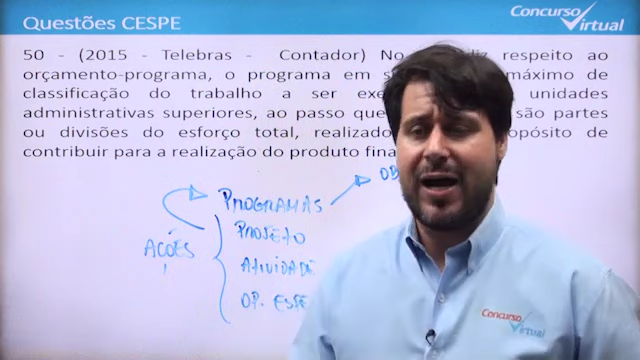 Questões CESPE
Concurso Virtual
50 - (2015 - Telebras - Contador) No diz respeito ao
orçamento-programa, o programa em máximo de
classificação do trabalho a ser unidades
administrativas superiores, ao passo que são partes
ou divisões do esforço total, realizado propósito de
contribuir para a realização do produto
OB
PROGRAMAS
PROJETO
AÇÕES
ATIVIDADE
OP. ESPE
Concurso
Virtual